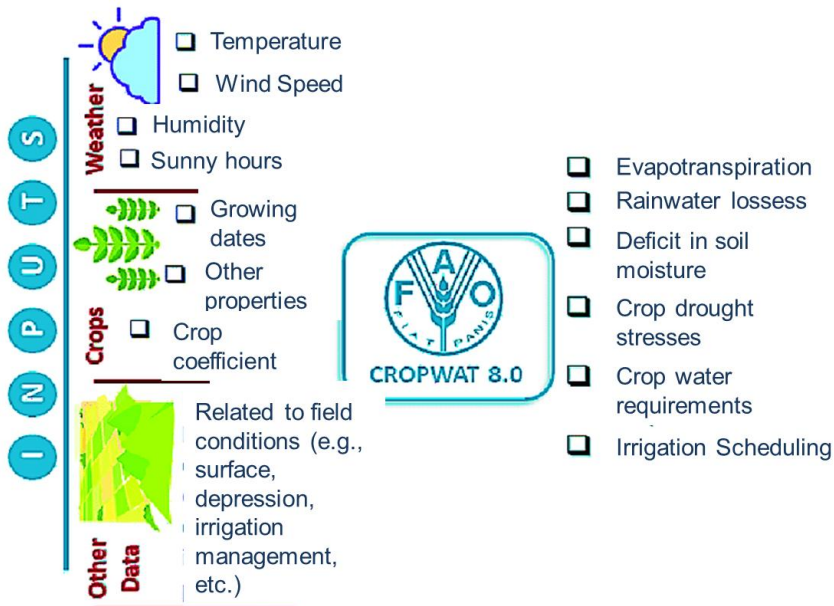 INPUTS
Weather
Temperature
Wind Speed
Humidity
Sunny hours
Crops
Growing
dates
Other
properties
Crop
coefficient
Other
Data
Related to field
conditions (e.g.,
surface,
depression,
irrigation
management,
etc.)
FAO
FIAT PANIS
CROPWAT 8.0
Evapotranspiration
Rainwater lossess
Deficit in soil
moisture
Crop drought
stresses
Crop water
requirements
Irrigation Scheduling